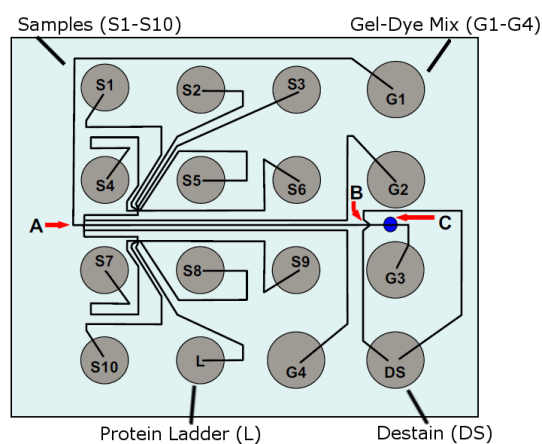 Samples (S1-S10)
Gel-Dye Mix (G1-G4)
S1
S2
S3
G1
S4
S5
S6
G2
B
A
C
S7
S8
S9
G3
S10
L
G4
DS
Protein Ladder (L)
Destain (DS)